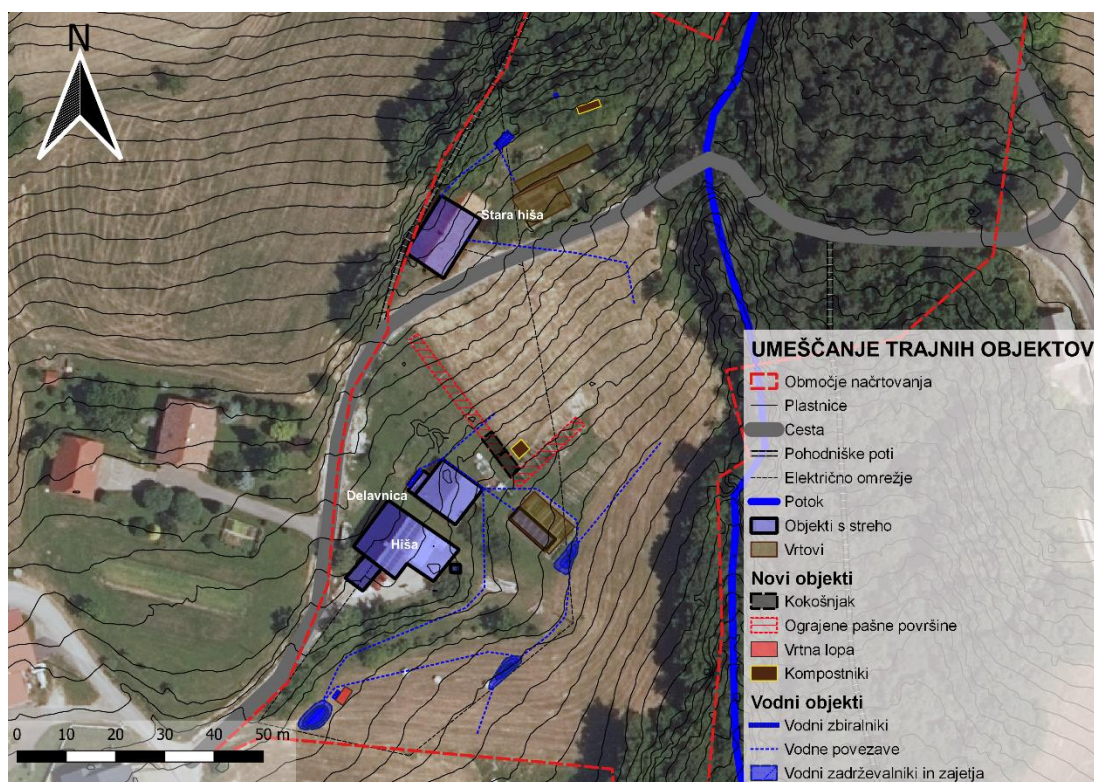 N
Stara hiša
Delavnica
Hiša
0 10 20 30 40 50 m
UMEŠČANJE TRAJNIH OBJEKTOV
Območje načrtovanja
Plastnice
Cesta
Pohodniške poti
Električno omrežje
Potok
Objekti s streho
Vrtovi
Novi objekti
Kokošnjak
Ograjene pašne površine
Vrtna lopa
Kompostniki
Vodni objekti
Vodni zbiralniki
Vodne povezave
Vodni zadrževalniki in zajetja